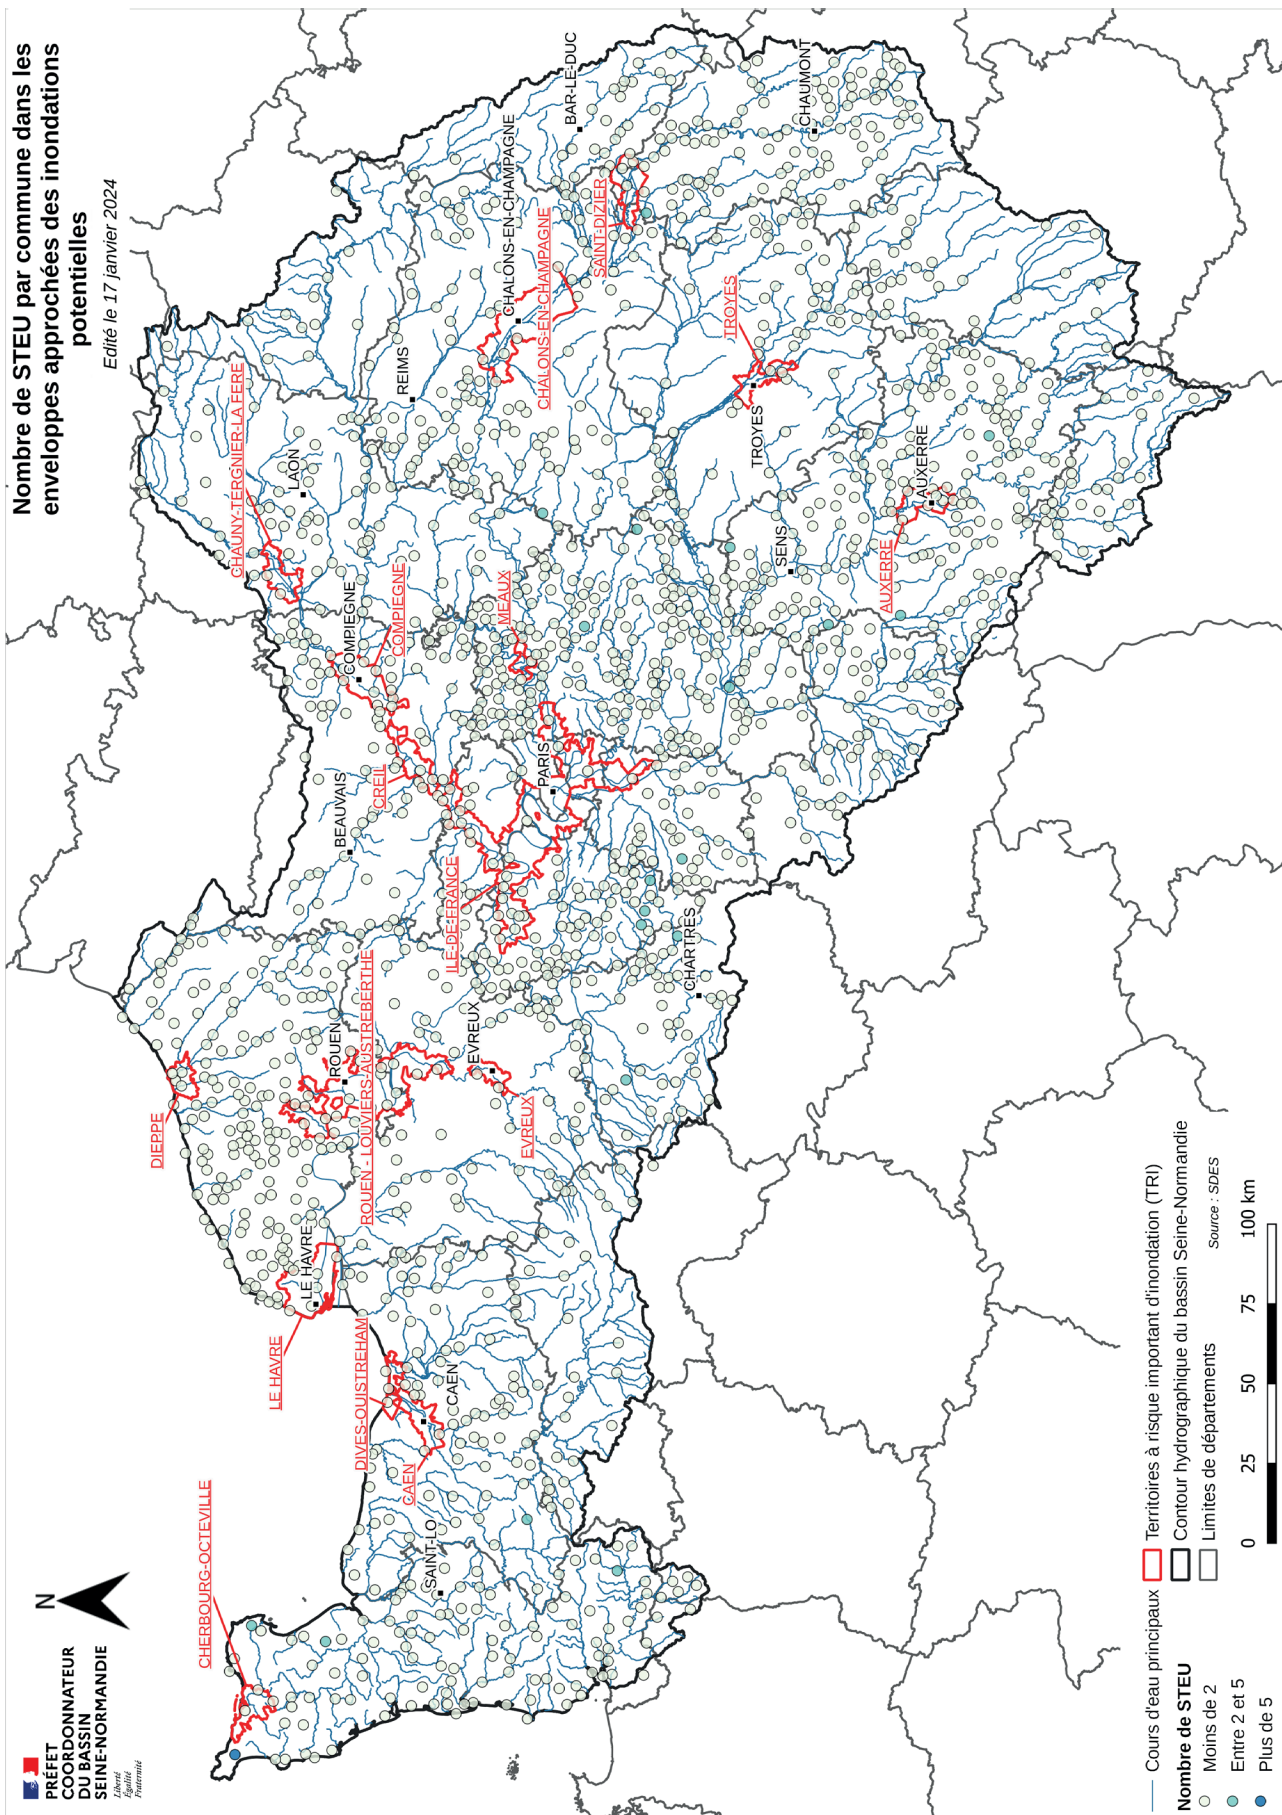 PRÉFET
COORDONNATEUR
DU BASSIN
SEINE-NORMANDIE
Liberté
Égalité
Fraternité
N
Nombre de STEU par commune dans les
enveloppes approchées des inondations
potentielles
Edité le 17 janvier 2024
CHERBOURG-OCTEVILLE
SAINT-LO
CAEN
DIVES-OUISTREHAM
CAEN
LE HAVRE
LE HAVRE
DIEPPE
ROUEN
ROUEN - LOUVIERS-AUSTREBERTHE
EVREUX
EVREUX
BEAUVAIS
CREIL
ILE-DE-FRANCE
PARIS
CHARTRES
COMPIEGNE
COMPIEGNE
MEAUX
CHAUNY-TERGNIER-LA FERE
LAON
REIMS
CHALONS-EN-CHAMPAGNE
CHALONS-EN-CHAMPAGNE
BAR-LE-DUC
SAINT-DIZIER
CHAUMONT
TROYES
TROYES
SENS
AUXERRE
AUXERRE
Cours d'eau principaux
Nombre de STEU
Moins de 2
Entre 2 et 5
Plus de 5
Territoires à risque important d'inondation (TRI)
Contour hydrographique du bassin Seine-Normandie
Limites de départements
Source : SDES
0 25 50 75 100 km